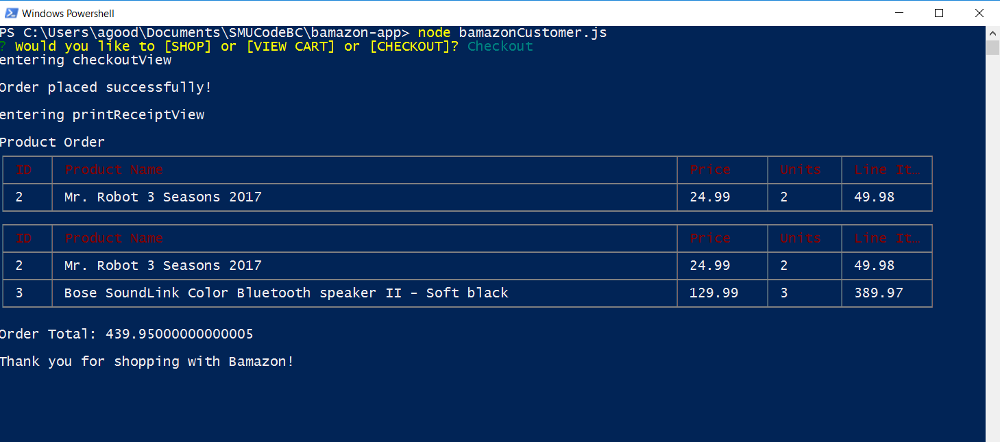 Windows Powershell
PS C:\Users\agood\Documents\SMUCodeBC\bamazon-app> node bamazonCustomer.js
? Would you like to [SHOP] or [VIEW CART] or [CHECKOUT]? Checkout
entering checkoutView
Order placed successfully!
entering printReceiptView
Product Order
ID Product Name Price Units Line It…
2 Mr. Robot 3 Seasons 2017 24.99 2 49.98
ID Product Name Price Units Line It…
2 Mr. Robot 3 Seasons 2017 24.99 2 49.98
3 Bose SoundLink Color Bluetooth speaker II - Soft black 129.99 3 389.97
Order Total: 439.95000000000005
Thank you for shopping with Bamazon!